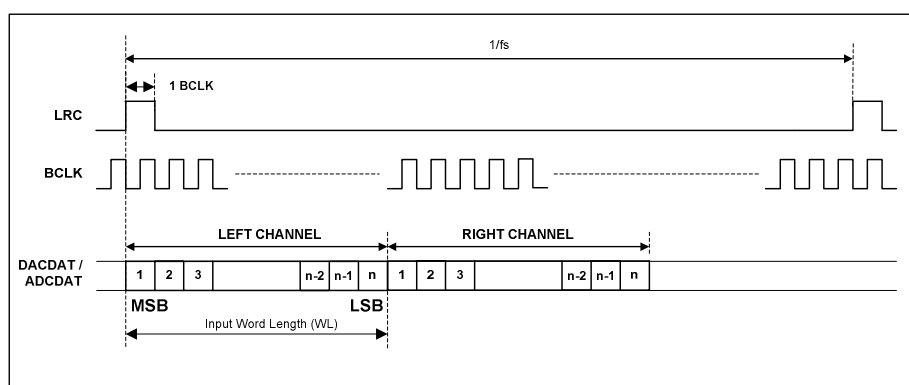 1/fs
1 BCLK
LRC
BCLK
LEFT CHANNEL
RIGHT CHANNEL
DACDAT /
ADCDAT
1 2 3 n-2 n-1 n 1 2 3 n-2 n-1 n
MSB LSB
Input Word Length (WL)